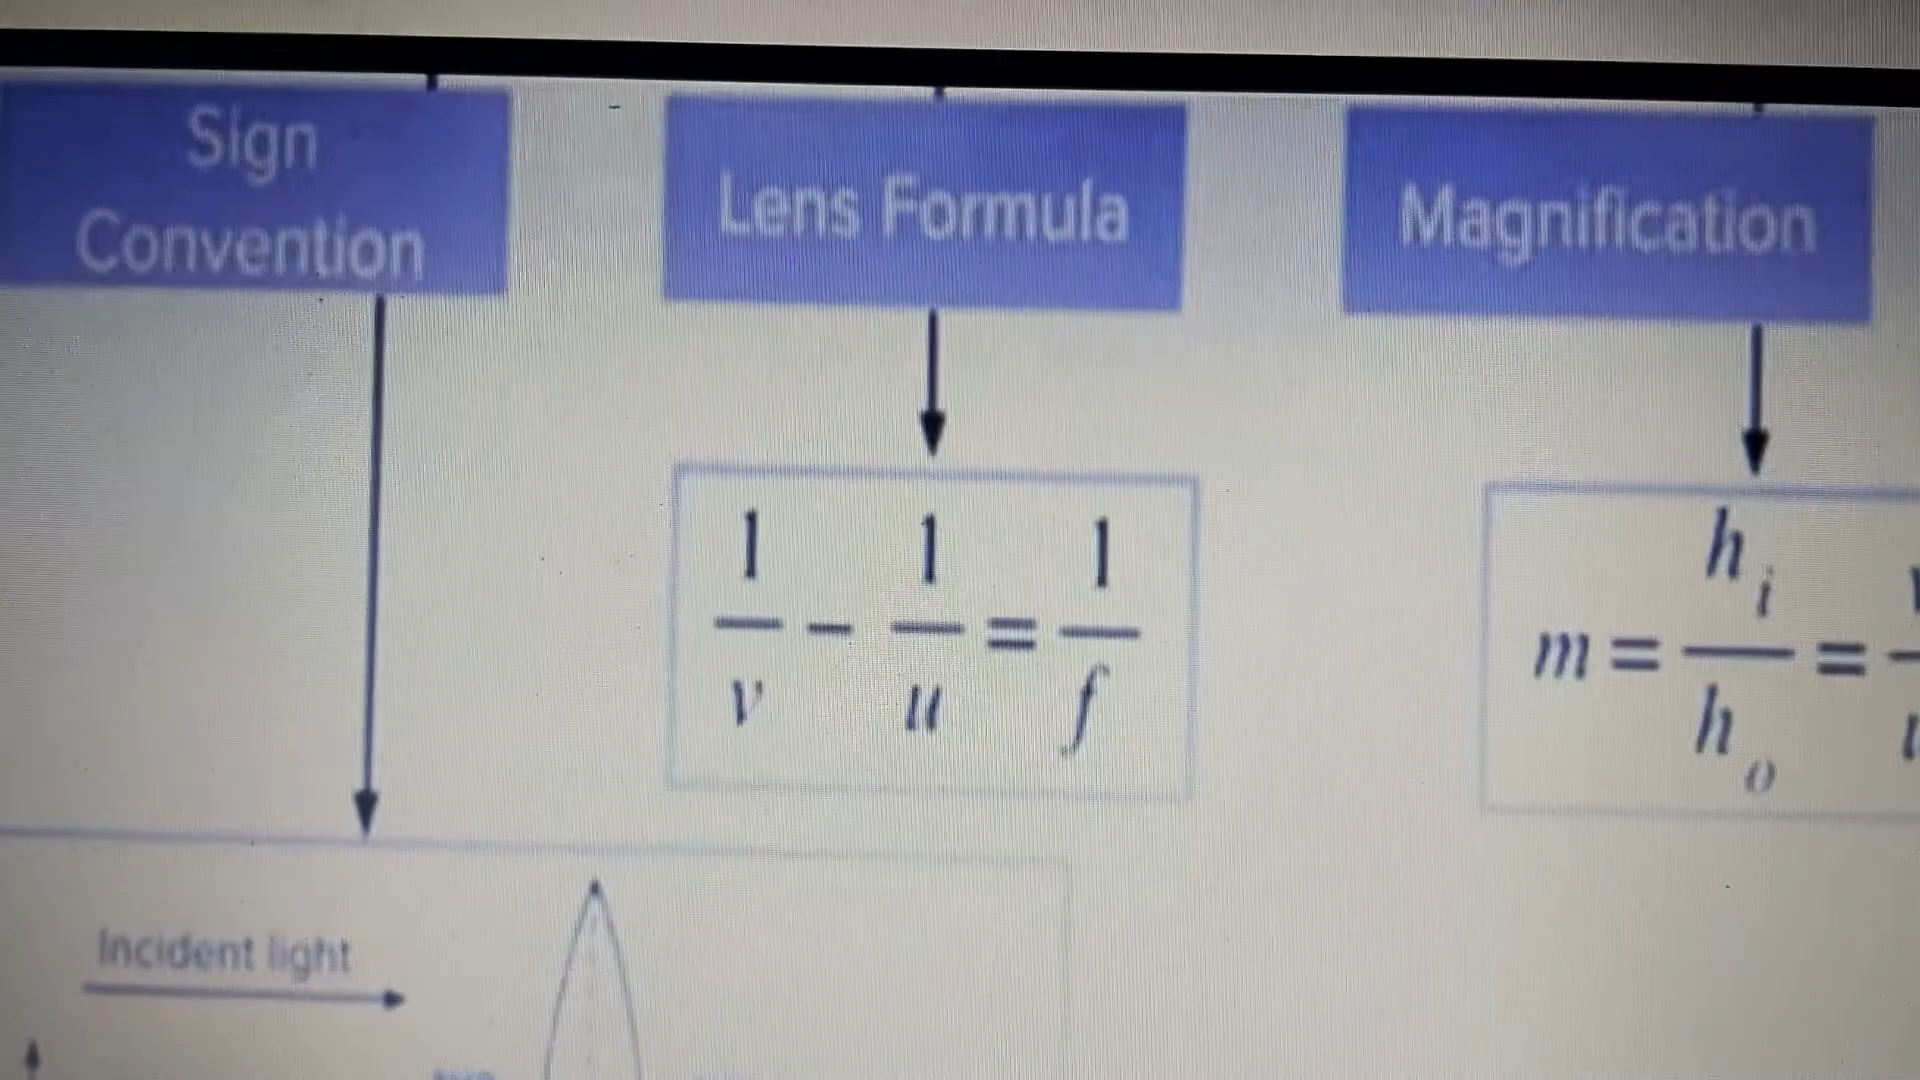 Sign
Convention
Lens Formula
Magnification
1/v - 1/u = 1/f
m = h_i/h_o =
Incident light